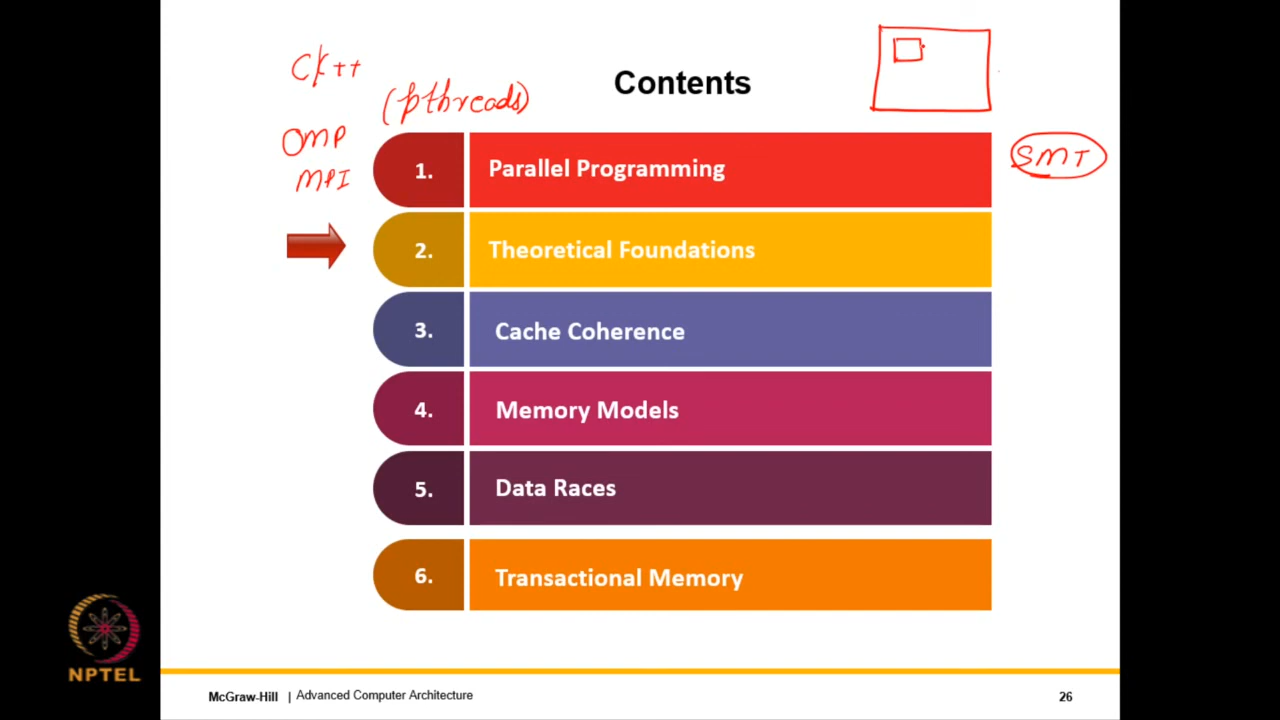 C/C++
(pthreads)
Contents
OMP
MPI
SMT
1. Parallel Programming
2. Theoretical Foundations
3. Cache Coherence
4. Memory Models
5. Data Races
6. Transactional Memory
NPTEL
McGraw-Hill | Advanced Computer Architecture
26